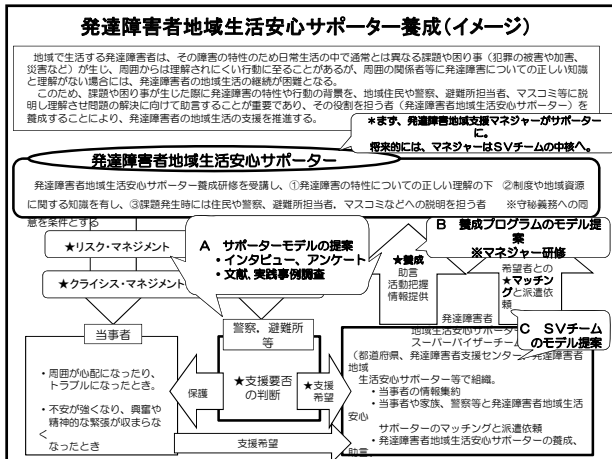 発達障害者地域生活安心サポーター養成(イメージ)
地域で生活する発達障害者は、その障害の特性のため日常生活の中で通常とは異なる課題や困り事(犯罪の被害や加害、
災害など)が生じ、周囲からは理解されにくい行動に至ることがあるが、周囲の関係者等に発達障害についての正しい知識
と理解がない場合には、発達障害者の地域生活の継続が困難となる。
このため、課題や困り事が生じた際に発達障害の特性や行動の背景を、地域住民や警察、避難所担当者、マスコミ等に説
明し理解させ問題の解決に向けて助言することが重要であり、その役割を担う者(発達障害者地域生活安心サポーター)を
養成することにより、発達障害者の地域生活の支援を推進する。
*まず、発達障害地域支援マネジャーがサポーター
に。
将来的には、マネジャーはSVチームの中核へ。
発達障害者地域生活安心サポーター
発達障害者地域生活安心サポーター養成研修を受講し、①発達障害の特性についての正しい理解の下 ②制度や地域資源
に関する知識を有し、③課題発生時には住民や警察、避難所担当者、マスコミなどへの説明を担う者 ※守秘義務への同
意を条件とする
★リスク・マネジメント
★クライシス・マネジメント
A サポーターモデルの提案
・インタビュー、アンケート
・文献、実践事例調査
B 養成プログラムのモデル提
案
※マネジャー研修
★養成
助言
活動把握
情報提供
希望者との
★マッチン
グと派遣依
頼
C SVチーム
のモデル提案
当事者
・周囲が心配になったり、
トラブルになったとき。
・不安が強くなり、興奮や
精神的な緊張が収まらな
く
なったとき
警察、避難所
等
★支援要否
の判断
保護
★支援
希望
支援希望
発達障害者
地域生活安心サポーター
スーパーバイザーチーム
(都道府県、発達障害者支援センター、発達障害者
地域
生活安心サポーター等で組織。
・当事者の情報集約
・当事者や家族、警察等と発達障害者地域生活
安心
サポーターのマッチングと派遣依頼
・発達障害者地域生活安心サポーターの養成、
助言、